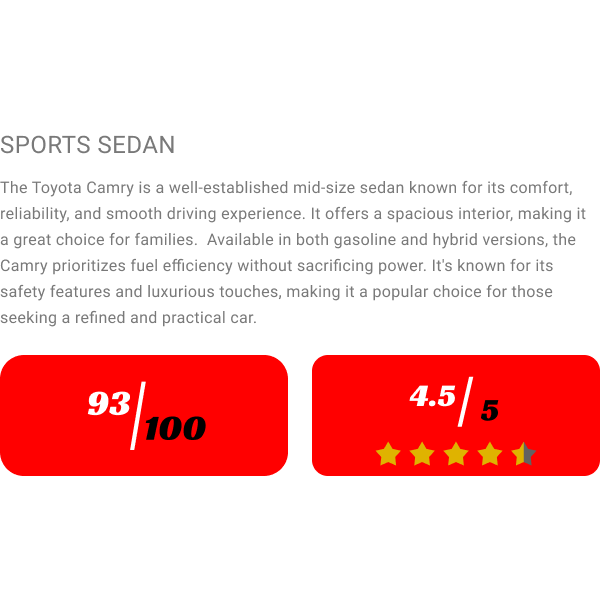 SPORTS SEDAN
The Toyota Camry is a well-established mid-size sedan known for its comfort,
reliability, and smooth driving experience. It offers a spacious interior, making it
a great choice for families.  Available in both gasoline and hybrid versions, the
Camry prioritizes fuel efficiency without sacrificing power. It's known for its
safety features and luxurious touches, making it a popular choice for those
seeking a refined and practical car.
93/100
4.5/5